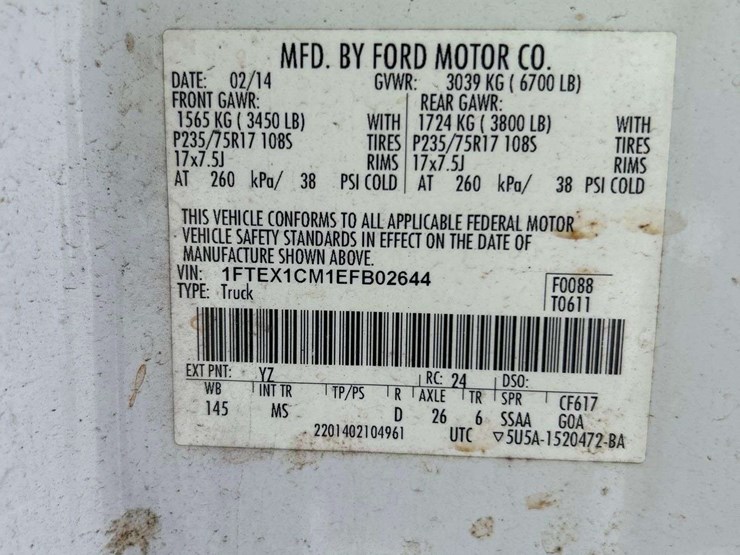 MFD. BY FORD MOTOR CO.
DATE: 02/14 GVWR: 3039 KG ( 6700 LB)
FRONT GAWR: REAR GAWR:
1565 KG ( 3450 LB) WITH 1724 KG ( 3800 LB) WITH
P235/75R17 108S TIRES P235/75R17 108S TIRES
17x7.5J RIMS 17x7.5J RIMS
AT 260 kPa/ 38 PSI COLD AT 260 kPa/ 38 PSI COLD
THIS VEHICLE CONFORMS TO ALL APPLICABLE FEDERAL MOTOR
VEHICLE SAFETY STANDARDS IN EFFECT ON THE DATE OF
MANUFACTURE SHOWN ABOVE.
VIN: 1FTEX1CM1EFB02644 F0088
TYPE: Truck T0611
EXT PNT: YZ RC: 24 DSO:
WB INT TR TP/PS R AXLE TR SPR CF617
145 MS D 26 6 SSAA GOA
2201402104961 UTC ▽5U5A-1520472-BA